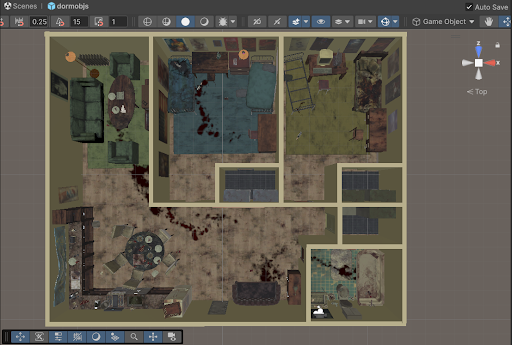 Scenes › dormobjs
Auto Save
0.25 15 1 Game Object
z
x
< Top